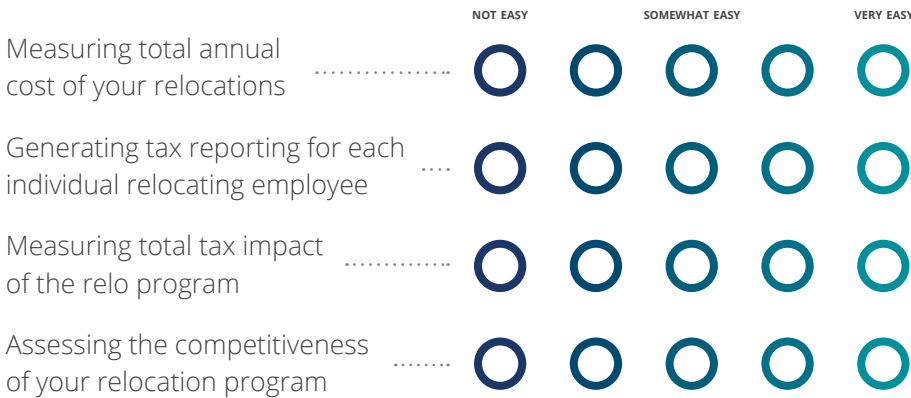 NOT EASY SOMEWHAT EASY VERY EASY
Measuring total annual
cost of your relocations
Generating tax reporting for each
individual relocating employee
Measuring total tax impact
of the relo program
Assessing the competitiveness
of your relocation program